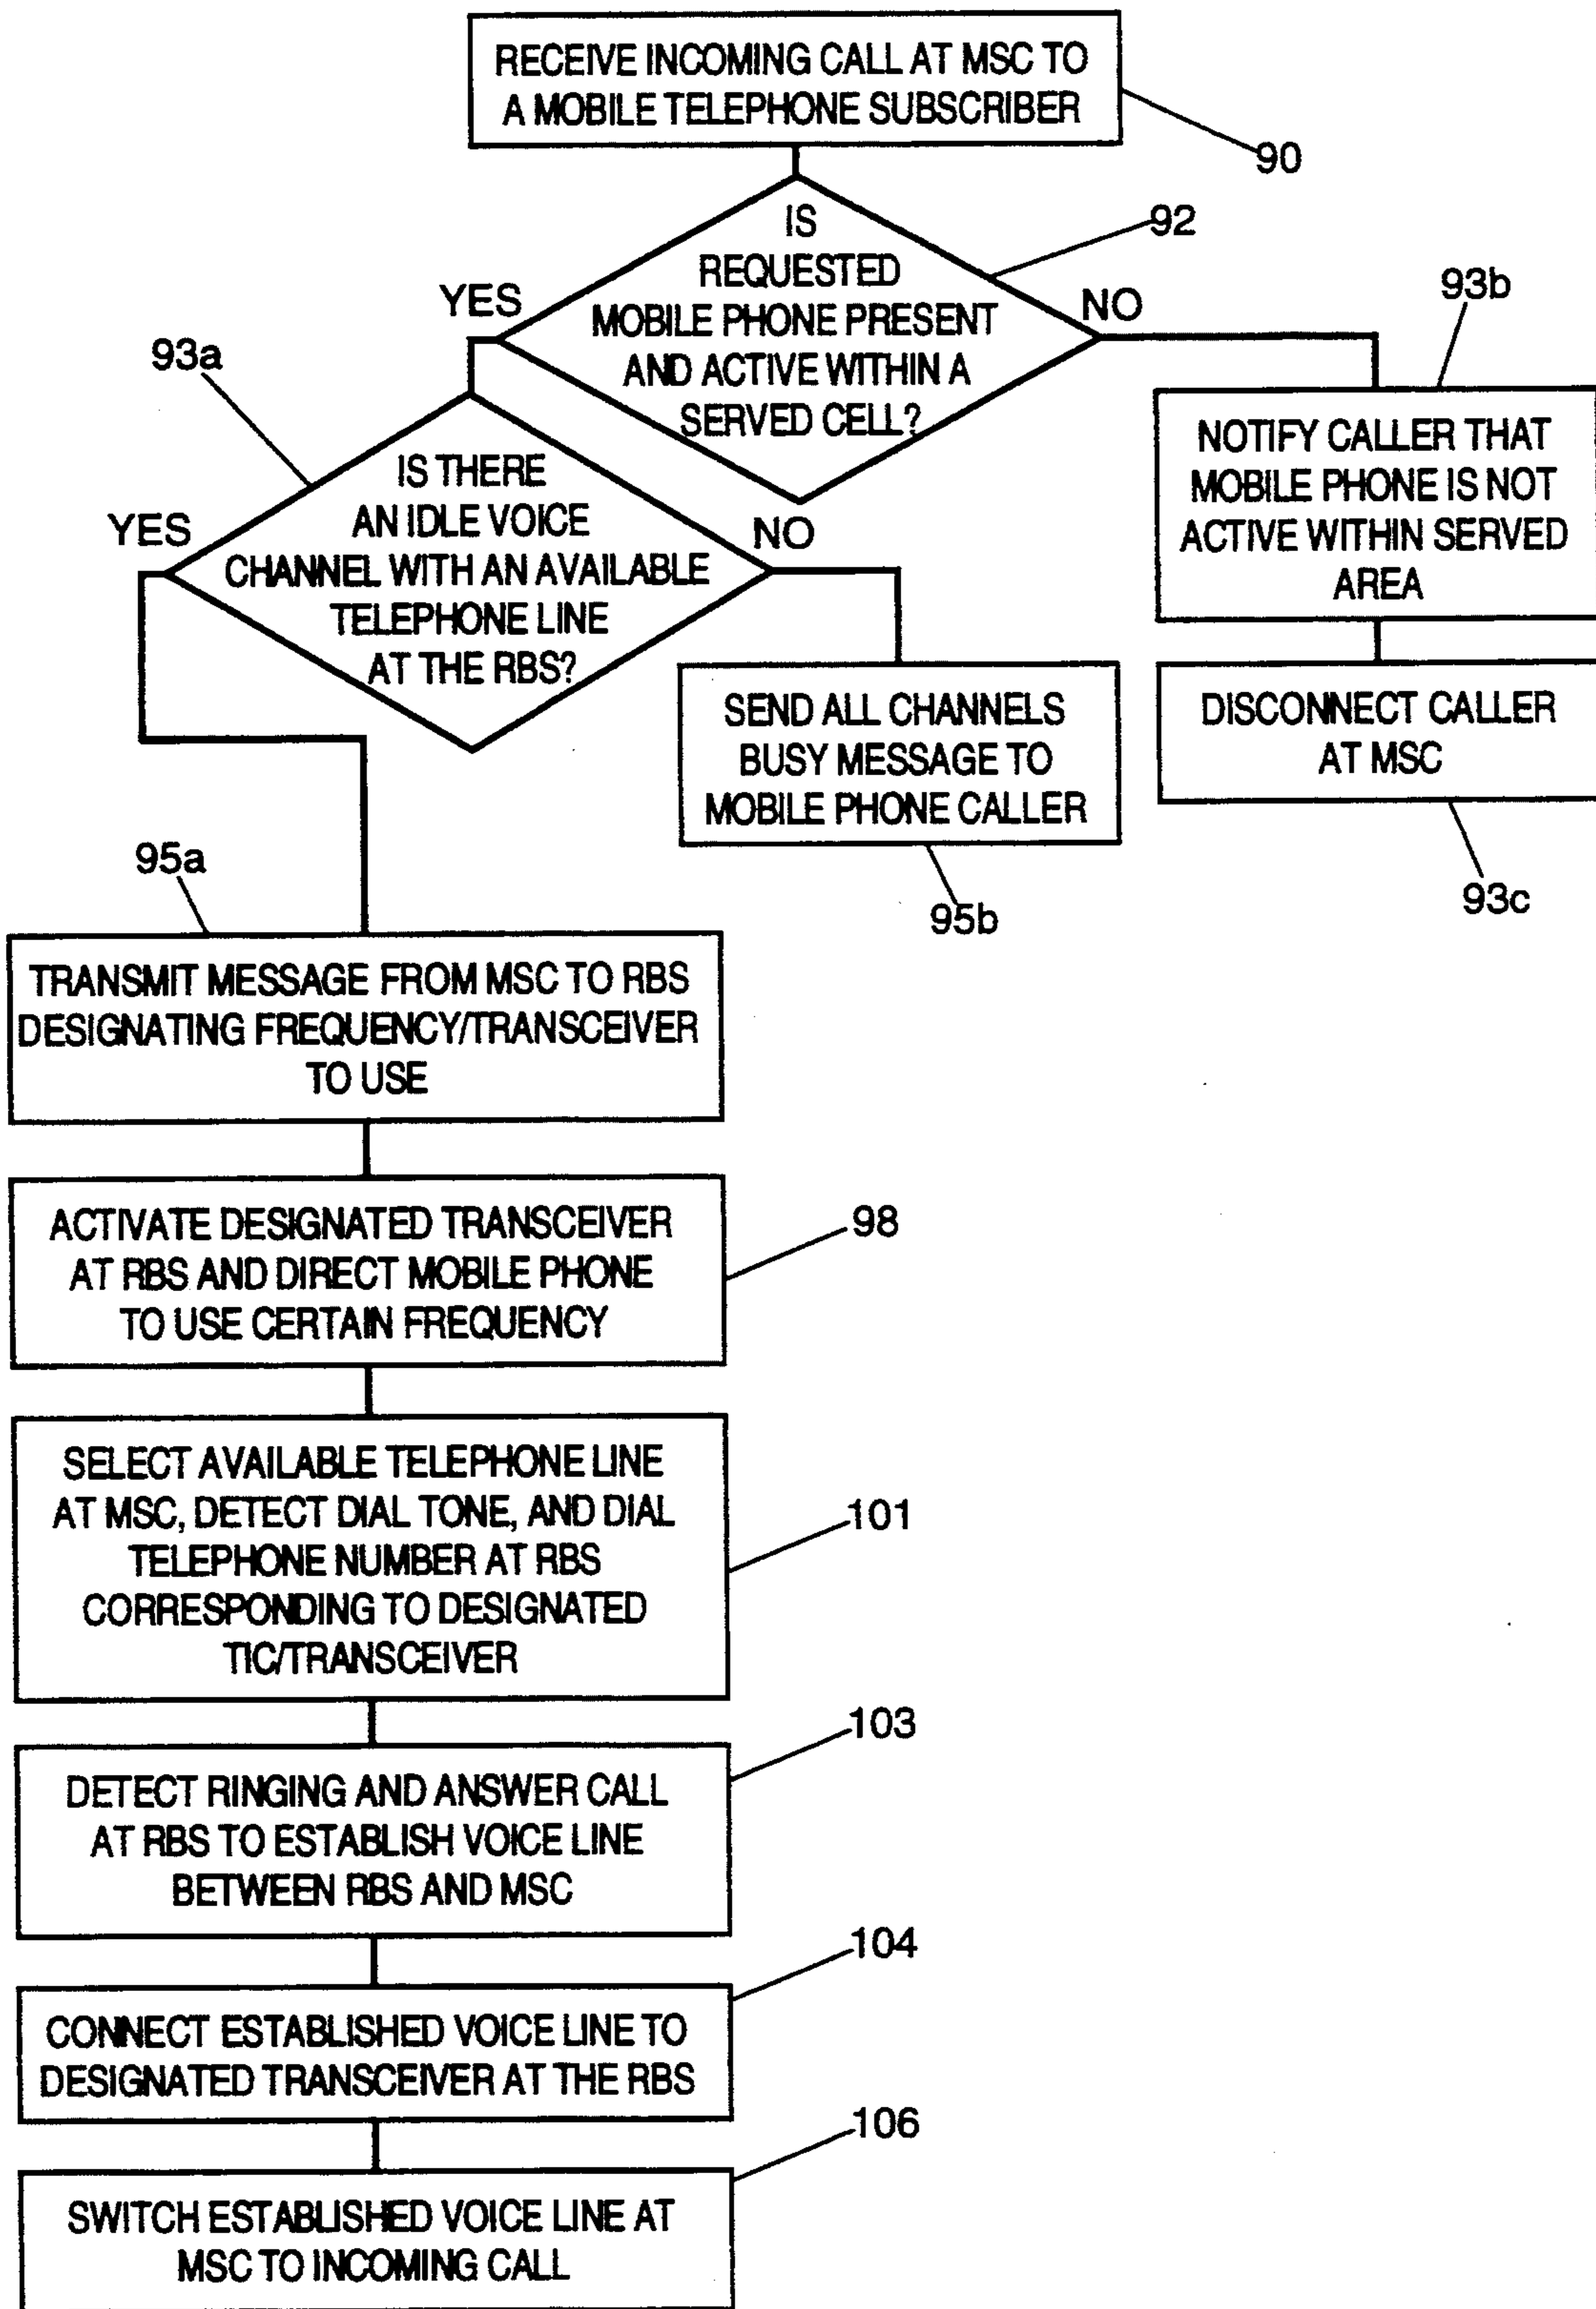 RECEIVE INCOMING CALL AT MSC TO
A MOBILE TELEPHONE SUBSCRIBER
90
IS
REQUESTED
MOBILE PHONE PRESENT
AND ACTIVE WITHIN A
SERVED CELL?
92
YES
NO
93a
93b
IS THERE
AN IDLE VOICE
CHANNEL WITH AN AVAILABLE
TELEPHONE LINE
AT THE RBS?
YES
NO
NOTIFY CALLER THAT
MOBILE PHONE IS NOT
ACTIVE WITHIN SERVED
AREA
SEND ALL CHANNELS
BUSY MESSAGE TO
MOBILE PHONE CALLER
95b
DISCONNECT CALLER
AT MSC
93c
95a
TRANSMIT MESSAGE FROM MSC TO RBS
DESIGNATING FREQUENCY/TRANSCEIVER
TO USE
ACTIVATE DESIGNATED TRANSCEIVER
AT RBS AND DIRECT MOBILE PHONE
TO USE CERTAIN FREQUENCY
98
SELECT AVAILABLE TELEPHONE LINE
AT MSC, DETECT DIAL TONE, AND DIAL
TELEPHONE NUMBER AT RBS
CORRESPONDING TO DESIGNATED
TIC/TRANSCEIVER
101
DETECT RINGING AND ANSWER CALL
AT RBS TO ESTABLISH VOICE LINE
BETWEEN RBS AND MSC
103
CONNECT ESTABLISHED VOICE LINE TO
DESIGNATED TRANSCEIVER AT THE RBS
104
SWITCH ESTABLISHED VOICE LINE AT
MSC TO INCOMING CALL
106